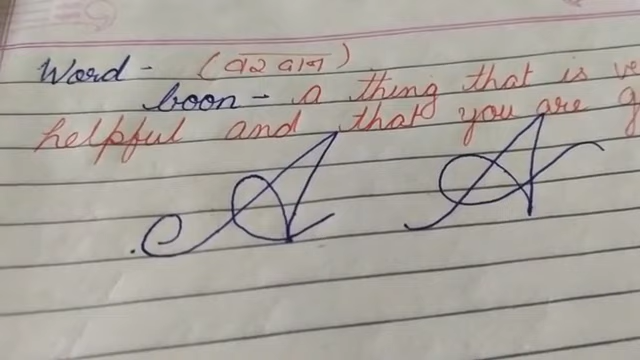 Word - (वरदान)
boon - a thing that is
helpful and that you are
A A